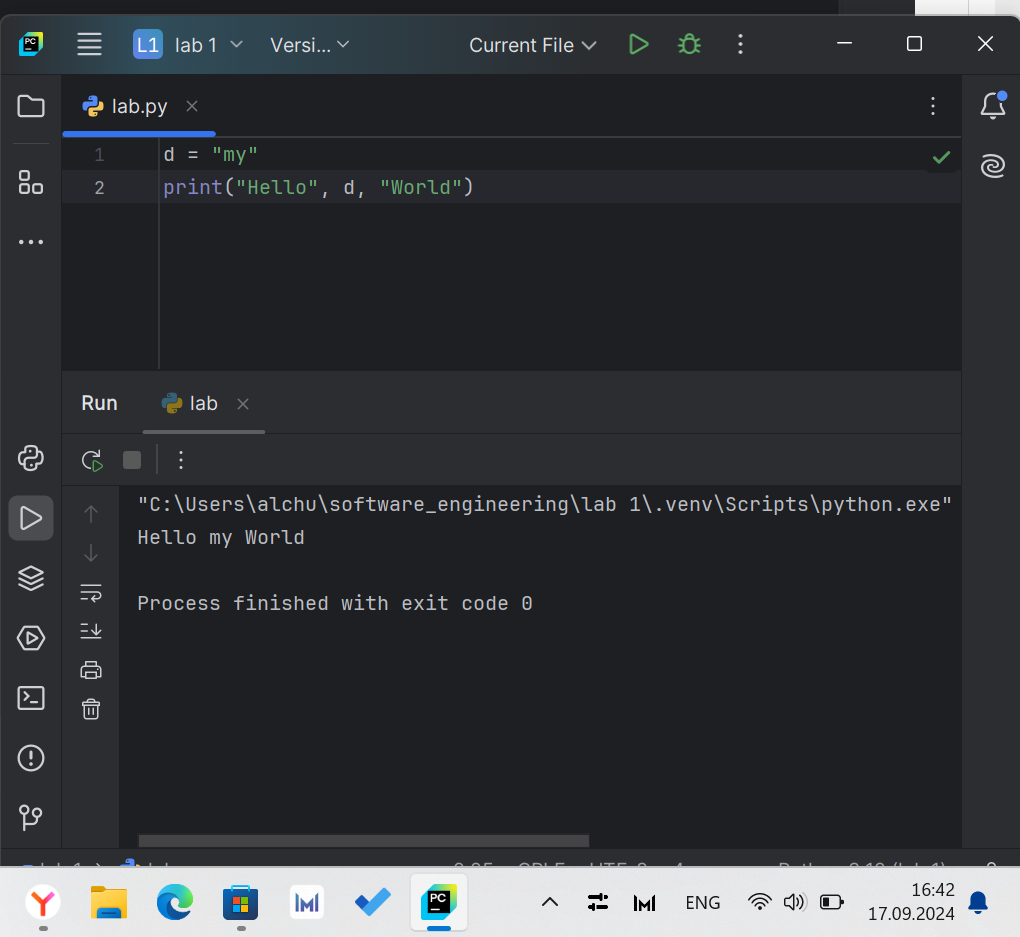 PC L1 lab 1 Versi... Current File
lab.py
1 d = "my"
2 print("Hello", d, "World")
Run lab
"C:\Users\alchu\software_engineering\lab 1\.venv\Scripts\python.exe"
Hello my World
Process finished with exit code 0
PC ENG 16:42
17.09.2024